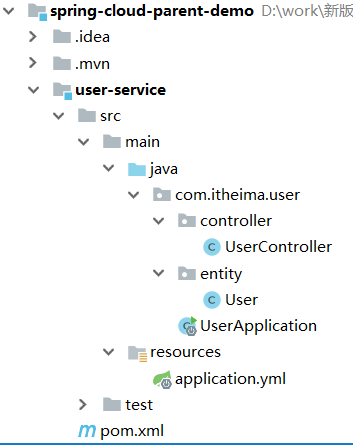 spring-cloud-parent-demo D:\work\新版
.idea
.mvn
user-service
src
main
java
com.itheima.user
controller
UserController
entity
User
UserApplication
resources
application.yml
test
pom.xml